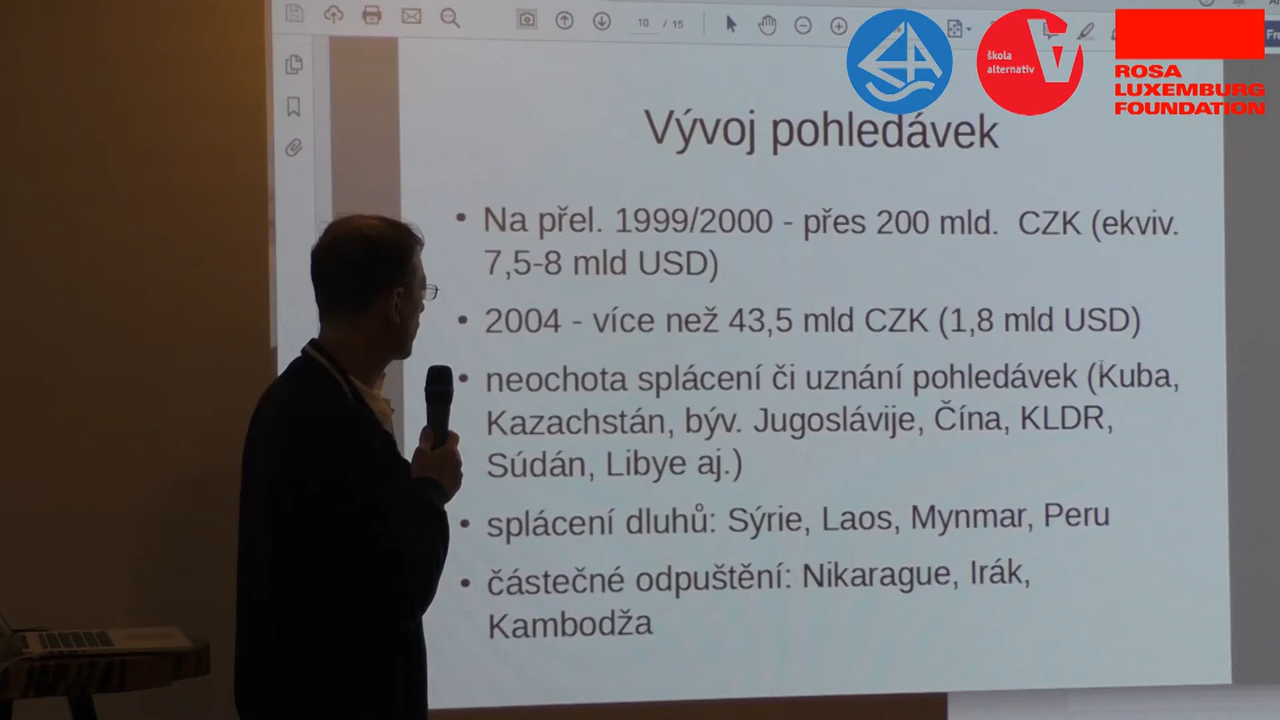 10 / 15
škola
alternativ
ROSA
LUXEMBURG
FOUNDATION
Vývoj pohledávek
• Na přel. 1999/2000 - přes 200 mld. CZK (ekviv.
7,5-8 mld USD)
• 2004 - více než 43,5 mld CZK (1,8 mld USD)
• neochota splácení či uznání pohledávek (Kuba,
Kazachstán, býv. Jugoslávije, Čína, KLDR,
Súdán, Libye aj.)
• splácení dluhů: Sýrie, Laos, Mynmar, Peru
• částečné odpuštění: Nikarague, Irák,
Kambodža